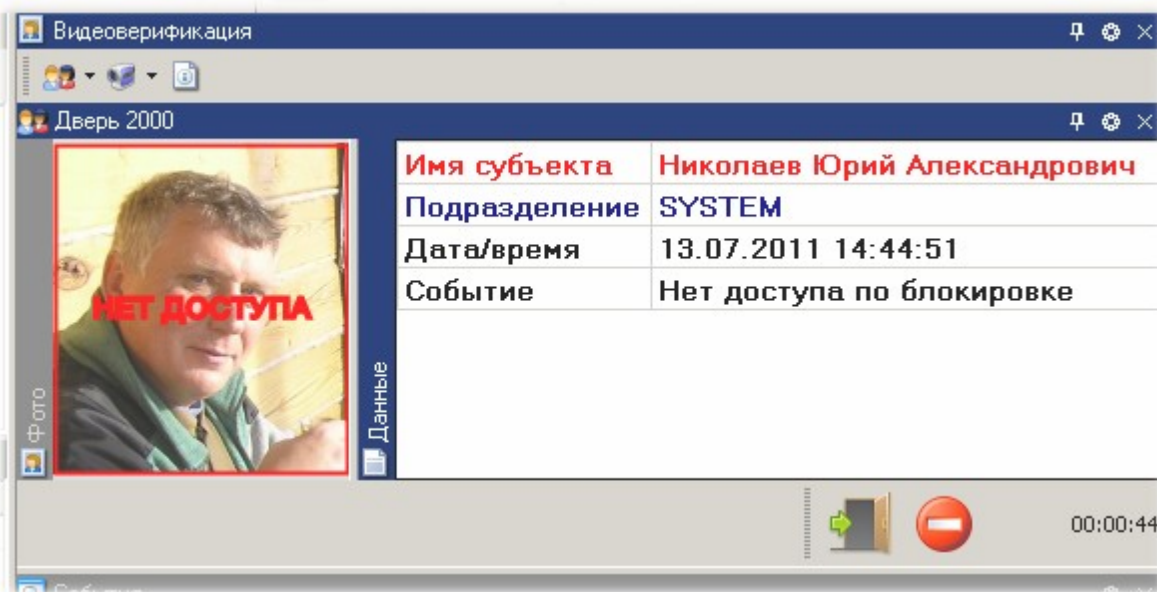 Видеоверификация
Дверь 2000
Фото
НЕТ ДОСТУПА
Данные
Имя субъекта Николаев Юрий Александрович
Подразделение SYSTEM
Дата/время 13.07.2011 14:44:51
Событие Нет доступа по блокировке
00:00:44